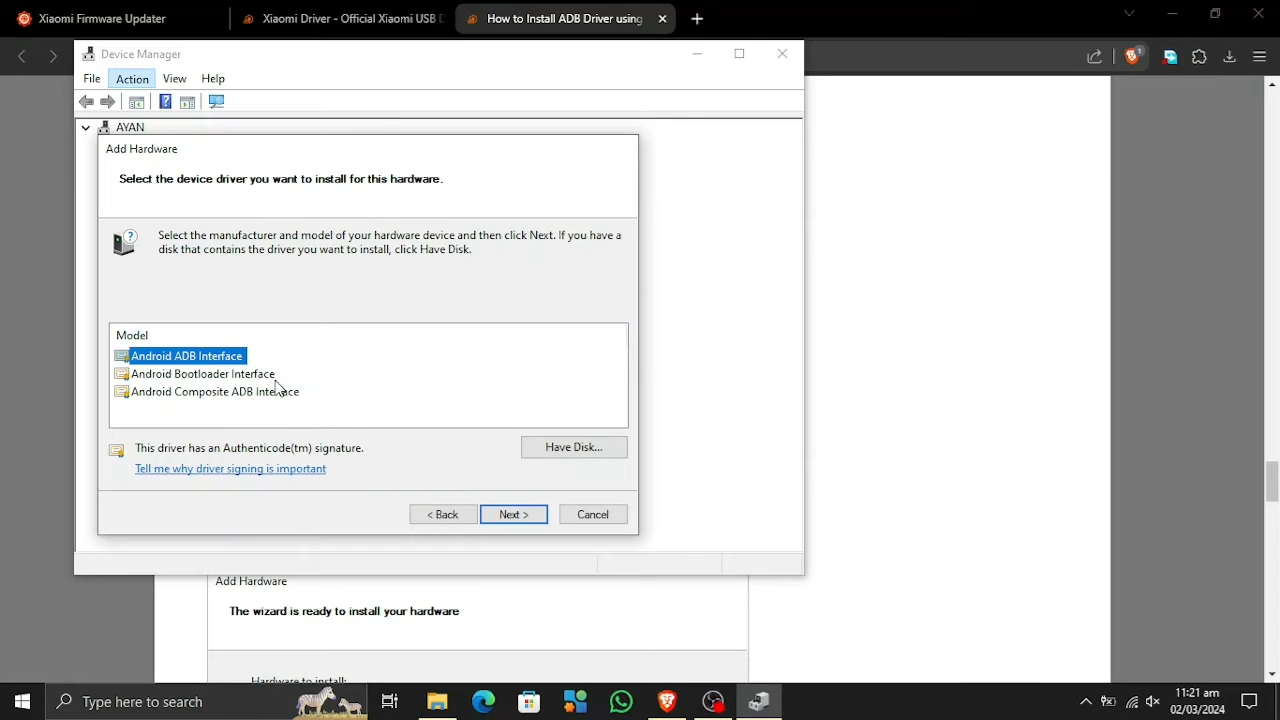 Xiaomi Firmware Updater
Xiaomi Driver - Official Xiaomi USB D
How to Install ADB Driver using
Device Manager
File Action View Help
AYAN
Add Hardware
Select the device driver you want to install for this hardware.
Select the manufacturer and model of your hardware device and then click Next. If you have a
disk that contains the driver you want to install, click Have Disk.
Model
Android ADB Interface
Android Bootloader Interface
Android Composite ADB Interface
This driver has an Authenticode(tm) signature.
Have Disk...
Tell me why driver signing is important
< Back
Next >
Cancel
Add Hardware
The wizard is ready to install your hardware
Hardware to install:
Type here to search
11:21 am
02/03/2024